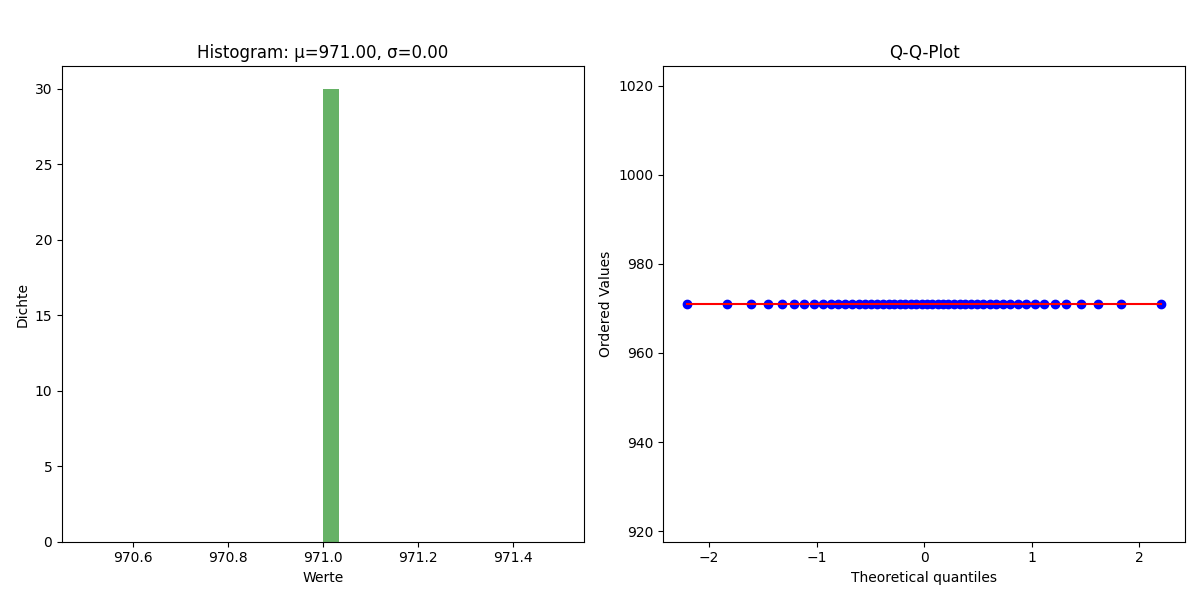 Histogram: μ=971.00, σ=0.00
30
25
20
15
10
5
0
Dichte
970.6 970.8 971.0 971.2 971.4
Werte
Q-Q-Plot
1020
1000
980
960
940
920
Ordered Values
−2 −1 0 1 2
Theoretical quantiles